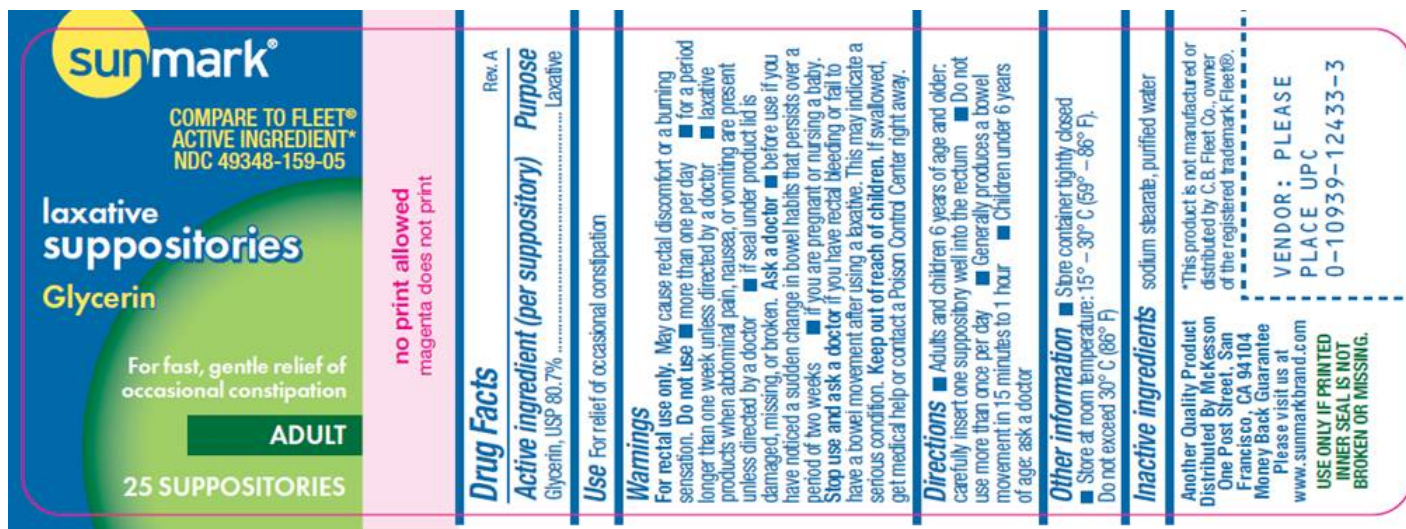 sunmark®
COMPARE TO FLEET®
ACTIVE INGREDIENT*
NDC 49348-159-05
laxative
suppositories
Glycerin
For fast, gentle relief of
occasional constipation
ADULT
25 SUPPOSITORIES
no print allowed
magenta does not print
Drug Facts Rev. A
Active ingredient (per suppository) Purpose
Glycerin, USP 80.7% ........................................ Laxative
Use For relief of occasional constipation
Warnings
For rectal use only. May cause rectal discomfort or a burning
sensation. Do not use ■ more than one per day ■ for a period
longer than one week unless directed by a doctor ■ laxative
products when abdominal pain, nausea, or vomiting are present
unless directed by a doctor ■ if seal under product lid is
damaged, missing, or broken. Ask a doctor ■ before use if you
have noticed a sudden change in bowel habits that persists over a
period of two weeks ■ if you are pregnant or nursing a baby.
Stop use and ask a doctor if you have rectal bleeding or fail to
have a bowel movement after using a laxative. This may indicate a
serious condition. Keep out of reach of children. If swallowed,
get medical help or contact a Poison Control Center right away.
Directions ■ Adults and children 6 years of age and older:
carefully insert one suppository well into the rectum ■ Do not
use more than once per day ■ Generally produces a bowel
movement in 15 minutes to 1 hour ■ Children under 6 years
of age: ask a doctor
Other information ■ Store container tightly closed
■ Store at room temperature: 15° – 30° C (59° – 86° F).
Do not exceed 30° C (86° F)
Inactive ingredients sodium stearate, purified water
Another Quality Product
Distributed By McKesson
One Post Street, San
Francisco, CA 94104
Money Back Guarantee
Please visit us at
www.sunmarkbrand.com
USE ONLY IF PRINTED
INNER SEAL IS NOT
BROKEN OR MISSING.
*This product is not manufactured or
distributed by C.B. Fleet Co., owner
of the registered trademark Fleet®.
VENDOR: PLEASE
PLACE UPC
0-10939-12433-3